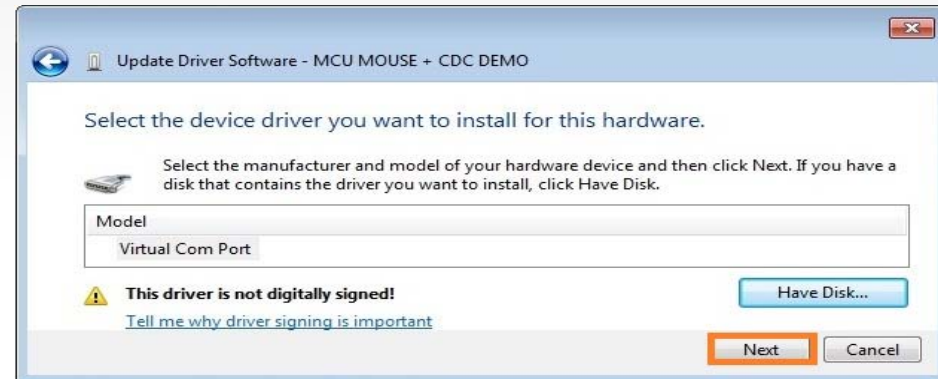 Update Driver Software - MCU MOUSE + CDC DEMO
Select the device driver you want to install for this hardware.
Select the manufacturer and model of your hardware device and then click Next. If you have a
disk that contains the driver you want to install, click Have Disk.
Model
Virtual Com Port
This driver is not digitally signed!
Have Disk...
Tell me why driver signing is important
Next
Cancel